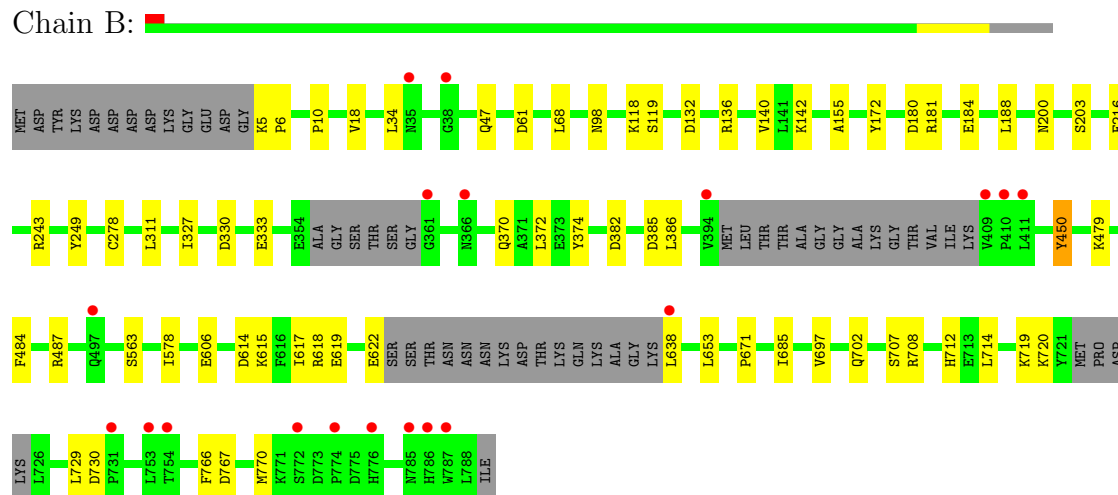 Chain B:
MET ASP TYR LYS ASP ASP ASP ASP LYS GLY GLU ASP GLY K5 P6 P10 V18 L34 N35 G38 Q47 D61 L68 N98 K118 S119 D132 R136 V140 L141 K142 A155 Y172 D180 R181 E184 L188 N200 S203
R243 Y249 C278 L311 I327 D330 E333 E354 ALA GLY SER THR SER GLY G361 N366 Q370 A371 L372 E373 Y374 D382 D385 L386 V394 MET LEU THR THR ALA GLY GLY ALA LYS GLY THR VAL ILE LYS V409 P410 L411 Y450 K479
F484 R487 Q497 S563 I578 E606 D614 K615 F616 I617 R618 E619 E622 SER SER THR ASN ASN ASN LYS ASP THR LYS GLN LYS ALA GLY LYS L638 L653 P671 I685 V697 Q702 S707 R708 H712 E713 L714 K719 K720 Y721 MET PRO ASP
LYS L726 L729 D730 P731 L753 T754 F766 D767 M770 K771 S772 D773 P774 D775 H776 N785 H786 W787 L788 ILE